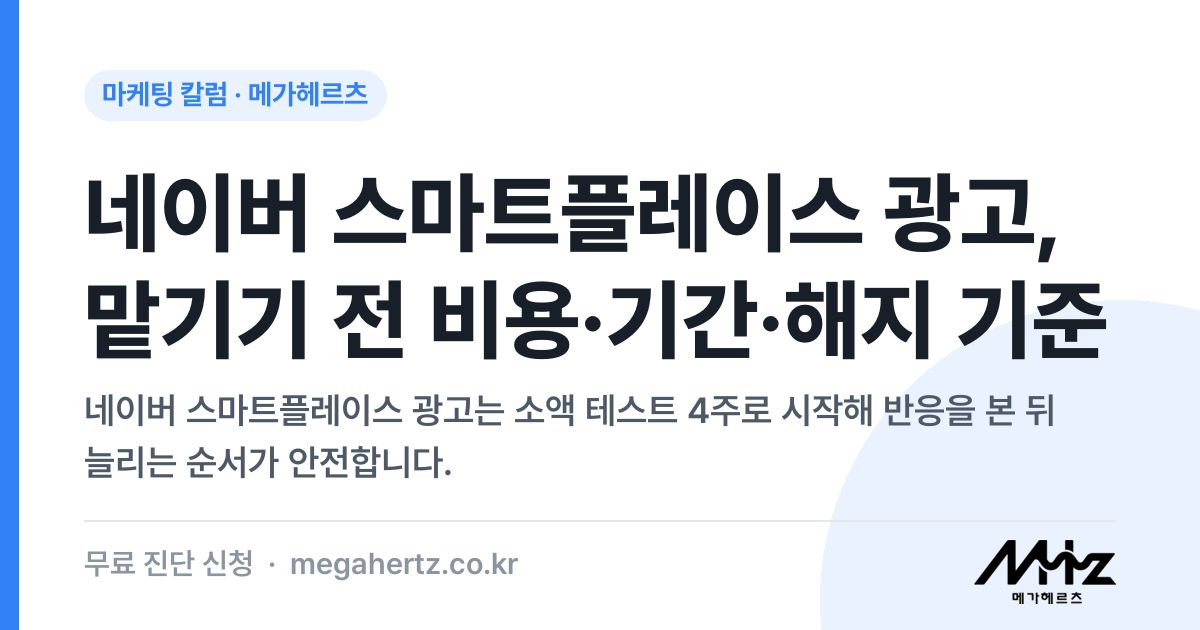 마케팅 칼럼 · 메가헤르츠
네이버 스마트플레이스 광고,
맡기기 전 비용·기간·해지 기준
네이버 스마트플레이스 광고는 소액 테스트 4주로 시작해 반응을 본 뒤
늘리는 순서가 안전합니다.
무료 진단 신청 · megahertz.co.kr
MHz
메가헤르츠